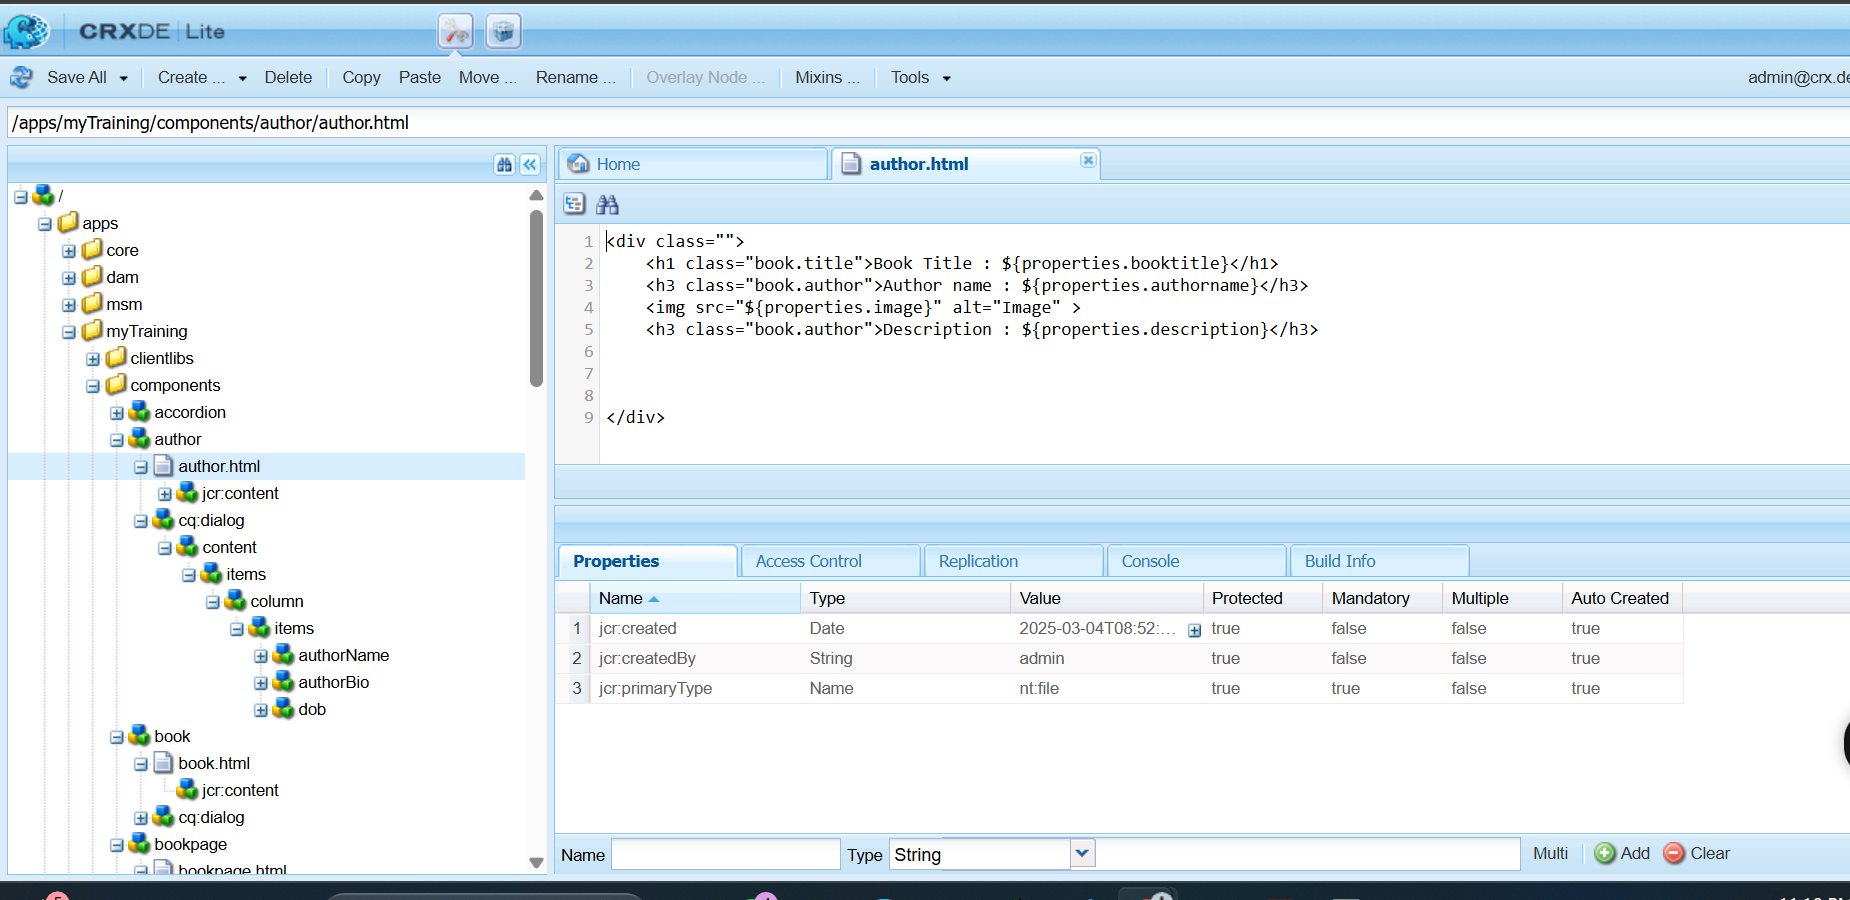 CRXDE | Lite
Save All Create ... Delete Copy Paste Move ... Rename ... Overlay Node ... Mixins ... Tools admin@crx.de
/apps/myTraining/components/author/author.html
/
apps
core
dam
msm
myTraining
clientlibs
components
accordion
author
author.html
jcr:content
cq:dialog
content
items
column
items
authorName
authorBio
dob
book
book.html
jcr:content
cq:dialog
bookpage
bookpage.html
Home author.html
1 <div class="">
2 <h1 class="book.title">Book Title : ${properties.booktitle}</h1>
3 <h3 class="book.author">Author name : ${properties.authorname}</h3>
4 <img src="${properties.image}" alt="Image" >
5 <h3 class="book.author">Description : ${properties.description}</h3>
6
7
8
9 </div>
Properties Access Control Replication Console Build Info
Name Type Value Protected Mandatory Multiple Auto Created
1 jcr:created Date 2025-03-04T08:52:... true false false true
2 jcr:createdBy String admin true false false true
3 jcr:primaryType Name nt:file true true false true
Name Type String Multi Add Clear